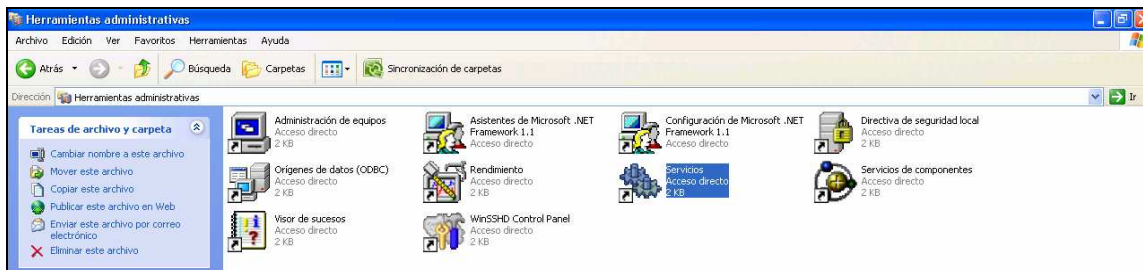 Herramientas administrativas
Archivo Edición Ver Favoritos Herramientas Ayuda
Atrás Búsqueda Carpetas Sincronización de carpetas
Dirección Herramientas administrativas Ir
Tareas de archivo y carpeta
Cambiar nombre a este archivo
Mover este archivo
Copiar este archivo
Publicar este archivo en Web
Enviar este archivo por correo
electrónico
Eliminar este archivo
Administración de equipos
Acceso directo
2 KB
Asistentes de Microsoft .NET
Framework 1.1
Acceso directo
Configuración de Microsoft .NET
Framework 1.1
Acceso directo
Directiva de seguridad local
Acceso directo
2 KB
Orígenes de datos (ODBC)
Acceso directo
2 KB
Rendimiento
Acceso directo
2 KB
Servicios
Acceso directo
2 KB
Servicios de componentes
Acceso directo
2 KB
Visor de sucesos
Acceso directo
2 KB
WinSSHD Control Panel
Acceso directo
2 KB